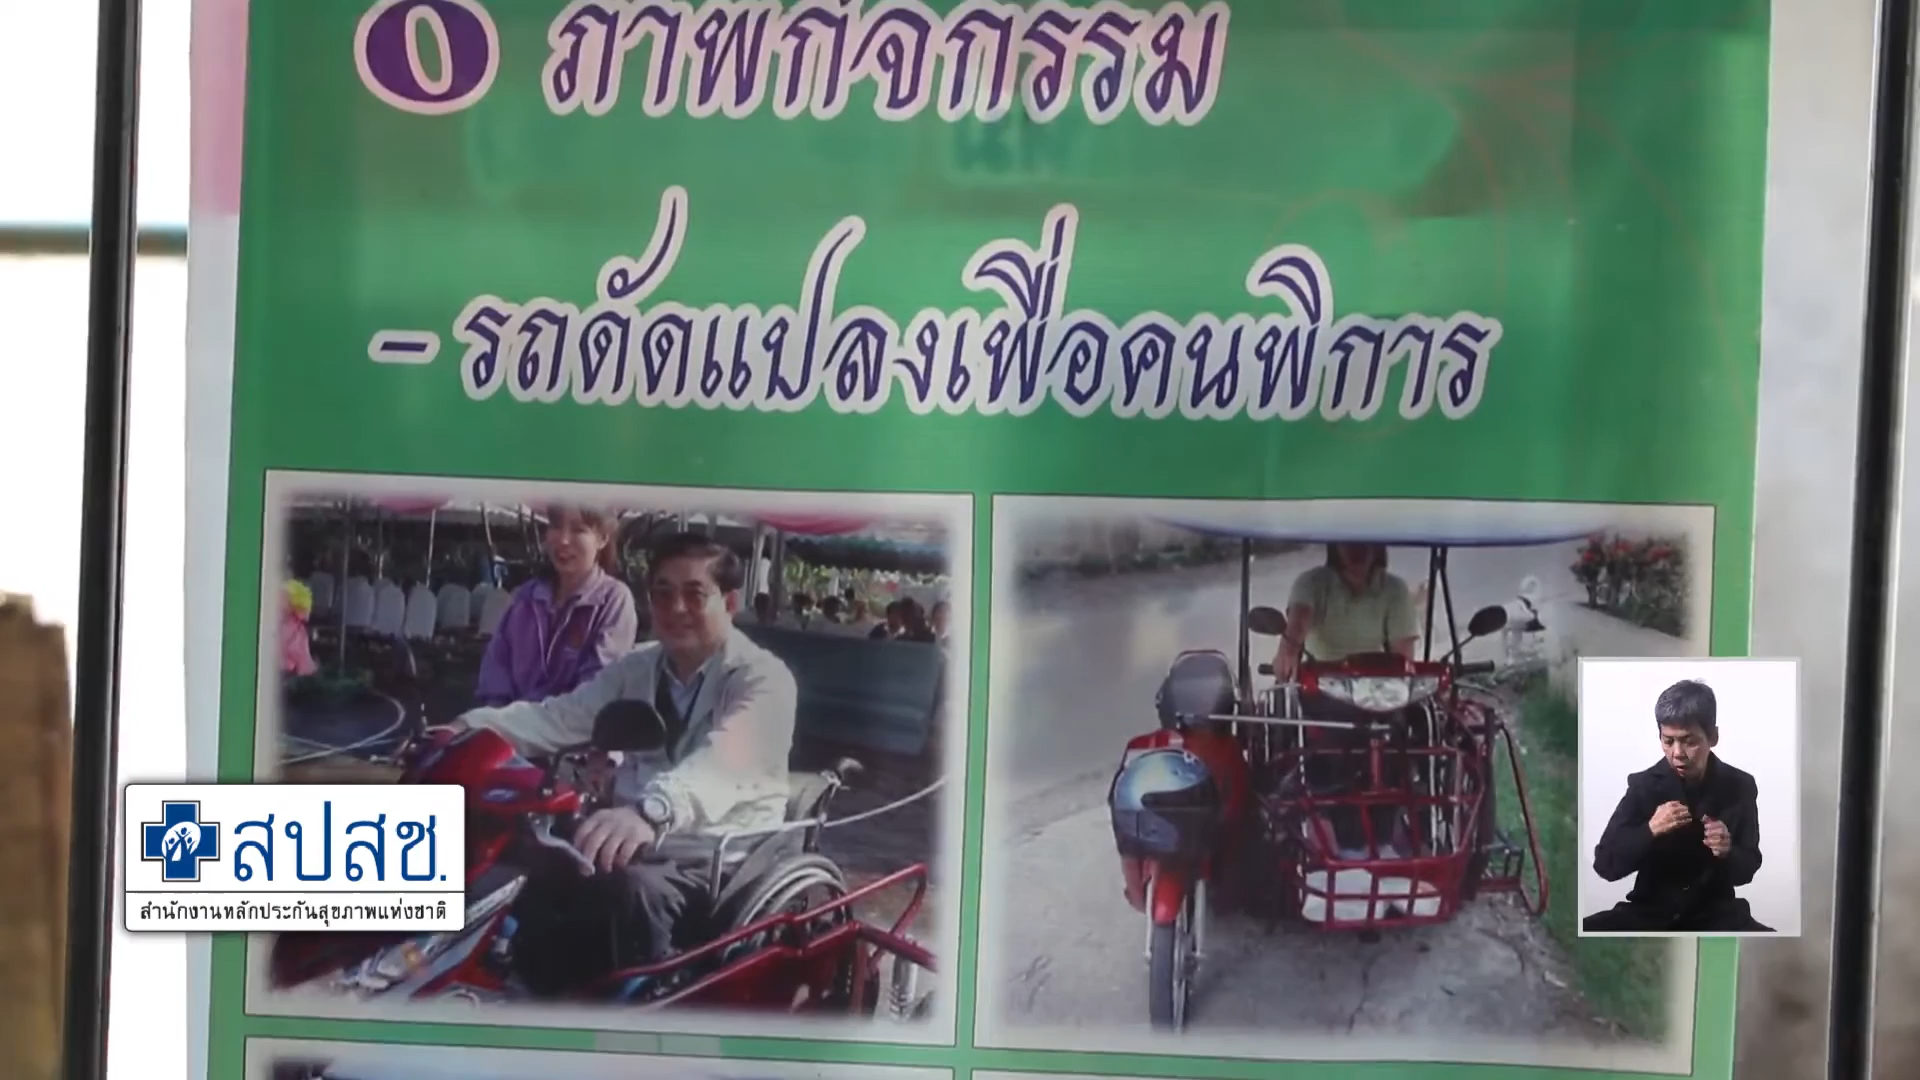 ๐ ภาพกิจกรรม
- รถดัดแปลงเพื่อคนพิการ
สปสช.
สำนักงานหลักประกันสุขภาพแห่งชาติ